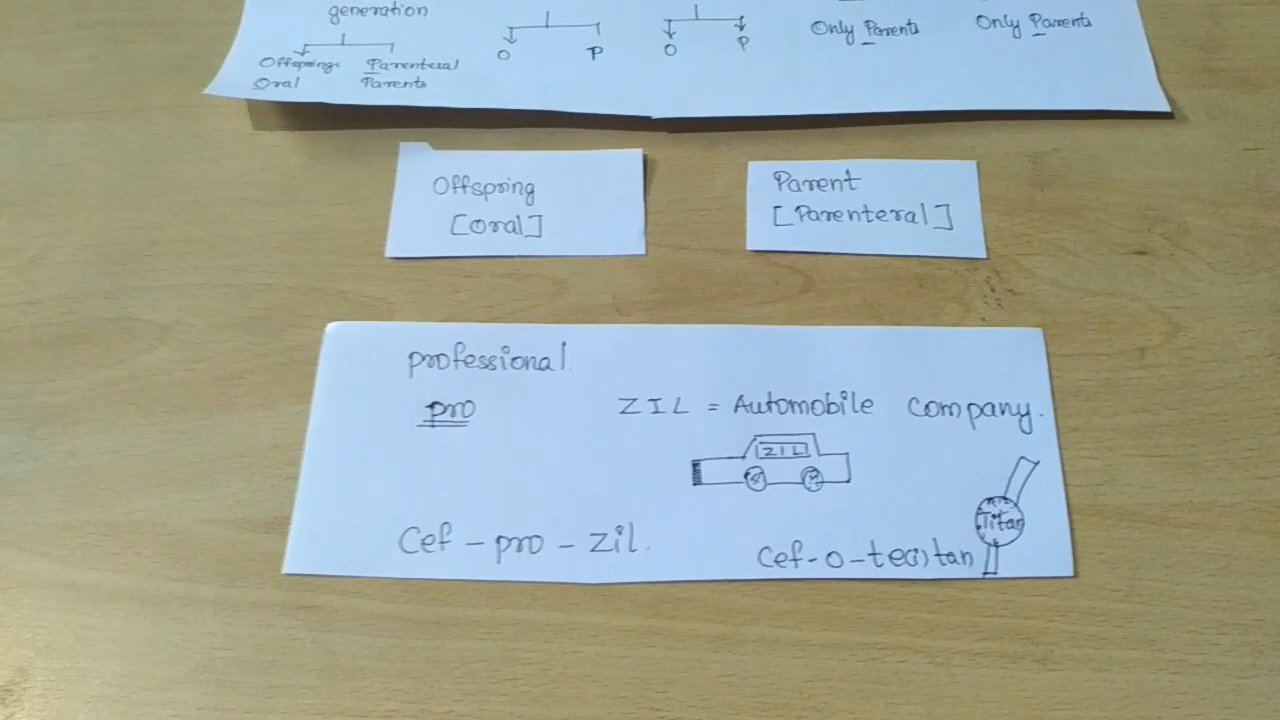 generation
Offsprings Parenteral
Oral Parents
O P
O P
Only Parents
Only Parents
Offspring
[Oral]
Parent
[Parenteral]
professional
pro
ZIL = Automobile company.
ZIL
Titan
Cef - pro - zil.
Cef-o-te(i)tan